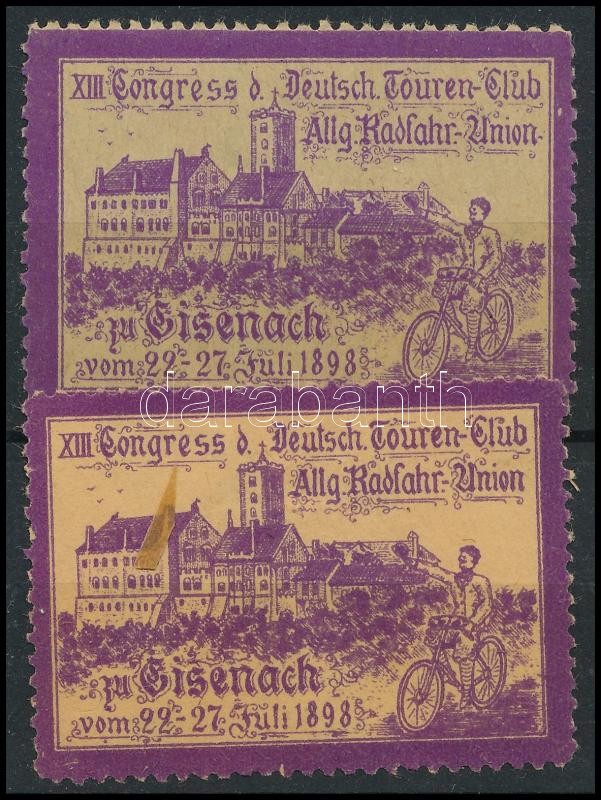 XIII. Congress d. Deutsch. Touren-Club
Allg. Radfahr.-Union.
zu Eisenach
vom 22.-27. Juli 1898.
darabanth
XIII. Congress d. Deutsch. Touren-Club
Allg. Radfahr.-Union
zu Eisenach
vom 22.-27. Juli 1898.